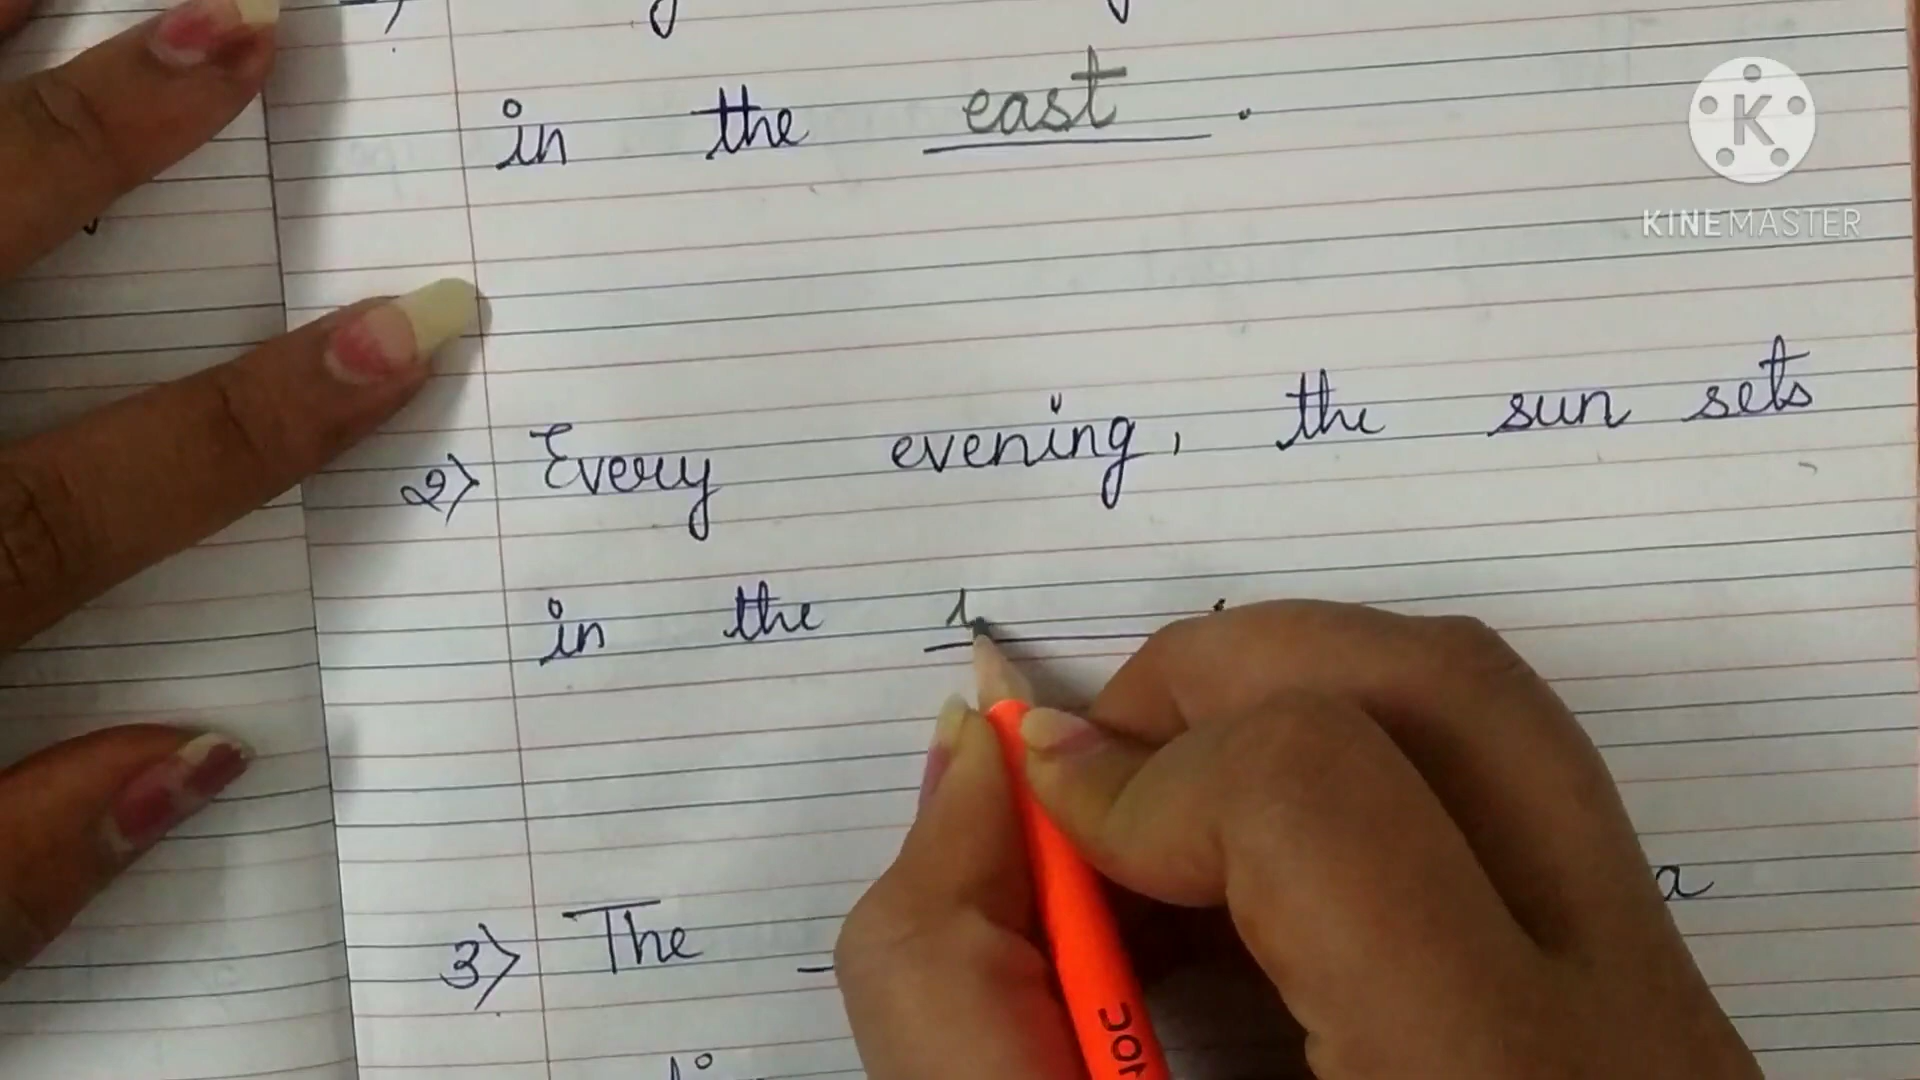 in the east .
2) Every evening, the sun sets
in the
3) The
a
KINEMASTER